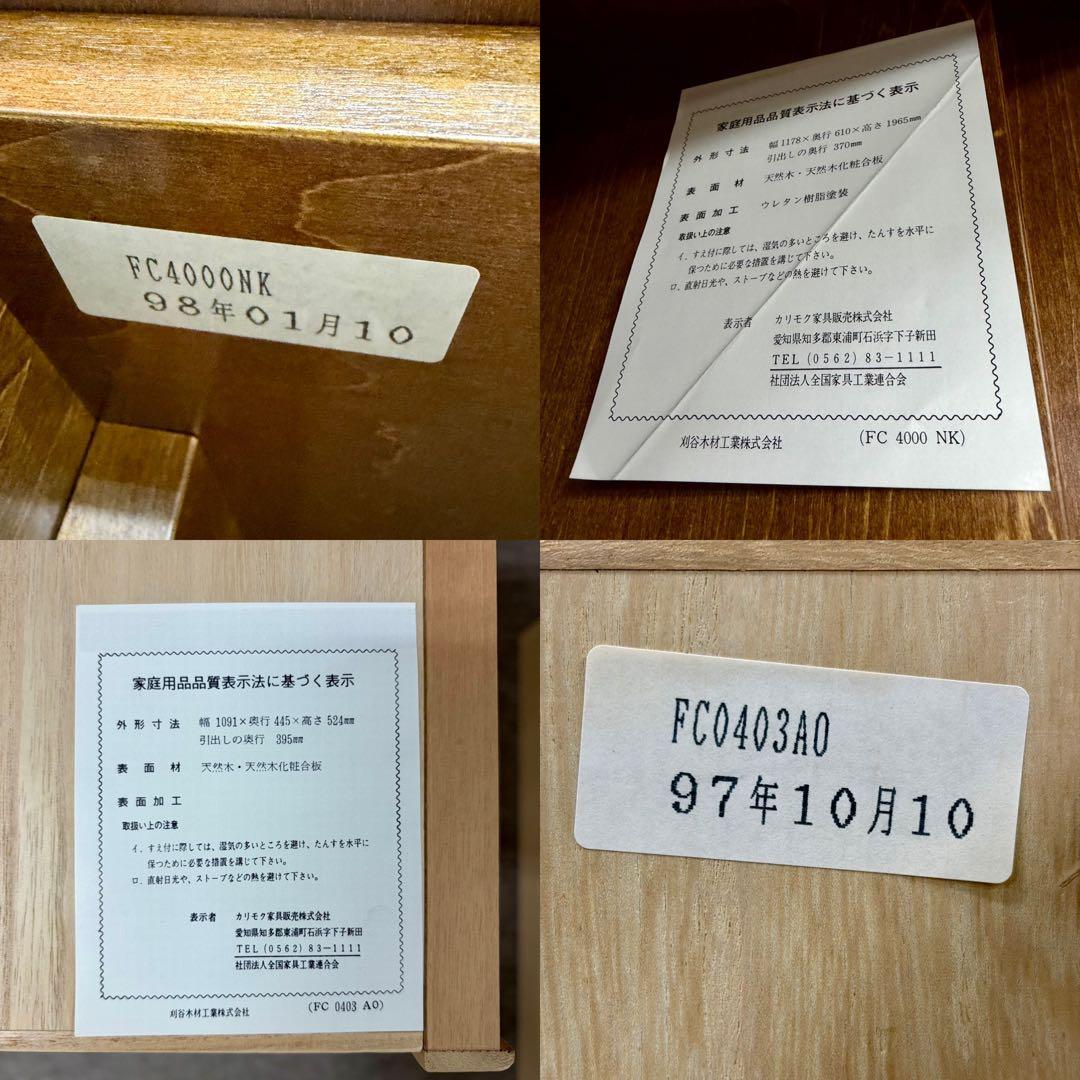 FC4000NK
98年01月10
家庭用品品質表示法に基づく表示
外形寸法 幅1178×奥行 610×高さ 1965mm
引出しの奥行 370mm
表面材 天然木・天然木化粧合板
表面加工 ウレタン樹脂塗装
取扱い上の注意
イ．すえ付に際しては、湿気の多いところを避け、たんすを水平に
保つために必要な措置を講じて下さい。
ロ．直射日光や、ストーブなどの熱を避けて下さい。
表示者 カリモク家具販売株式会社
愛知県知多郡東浦町石浜字下子新田
TEL (0562) 83-1111
社団法人全国家具工業連合会
刈谷木材工業株式会社 (FC 4000 NK)
家庭用品品質表示法に基づく表示
外形寸法 幅 1091×奥行 445×高さ 524mm
引出しの奥行 395mm
表面材 天然木・天然木化粧合板
表面加工
取扱い上の注意
イ．すえ付に際しては、湿気の多いところを避け、たんすを水平に
保つために必要な措置を講じて下さい。
ロ．直射日光や、ストーブなどの熱を避けて下さい。
表示者 カリモク家具販売株式会社
愛知県知多郡東浦町石浜字下子新田
TEL (0562) 83-1111
社団法人全国家具工業連合会
刈谷木材工業株式会社 (FC 0403 A0)
FC0403A0
97年10月10